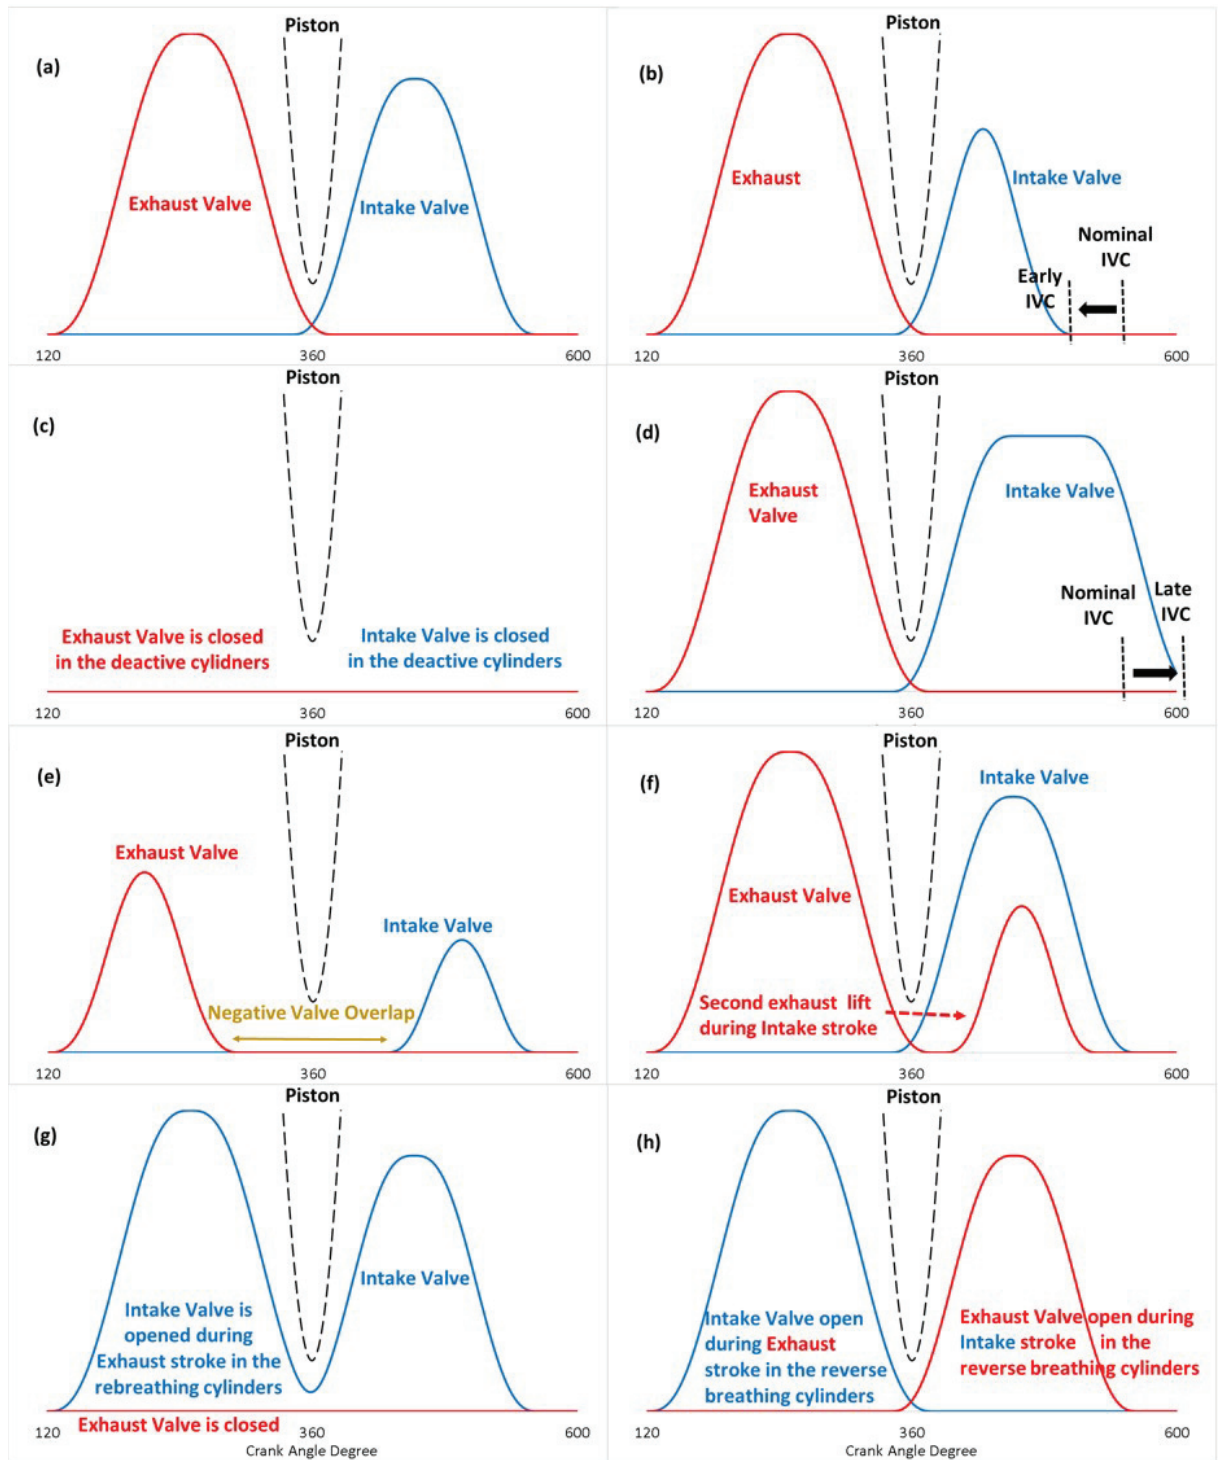 Piston
(a)
Exhaust Valve
Intake Valve
120
360
600
Piston
(b)
Exhaust
Intake Valve
Nominal
IVC
Early
IVC
120
360
600
Piston
(c)
Exhaust Valve is closed
in the deactive cylidners
Intake Valve is closed
in the deactive cylinders
120
360
600
Piston
(d)
Exhaust
Valve
Intake Valve
Nominal
IVC
Late
IVC
120
360
600
Piston
(e)
Exhaust Valve
Intake Valve
Negative Valve Overlap
120
360
600
Piston
(f)
Intake Valve
Exhaust Valve
Second exhaust lift
during Intake stroke
120
360
600
Piston
(g)
Intake Valve
Intake Valve is
opened during
Exhaust stroke in the
rebreathing cylinders
Exhaust Valve is closed
120
360
600
Crank Angle Degree
Piston
(h)
Intake Valve open
during Exhaust
stroke in the reverse
breathing cylinders
Exhaust Valve open during
Intake stroke in the
reverse breathing cylinders
120
360
600
Crank Angle Degree